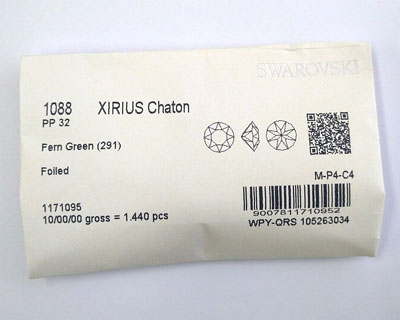 SWAROVSKI
1088 XIRIUS Chaton
PP 32
Fern Green (291)
Foiled
M-P4-C4
1171095
10/00/00 gross = 1.440 pcs
9007811710952
WPY-QRS 105263034